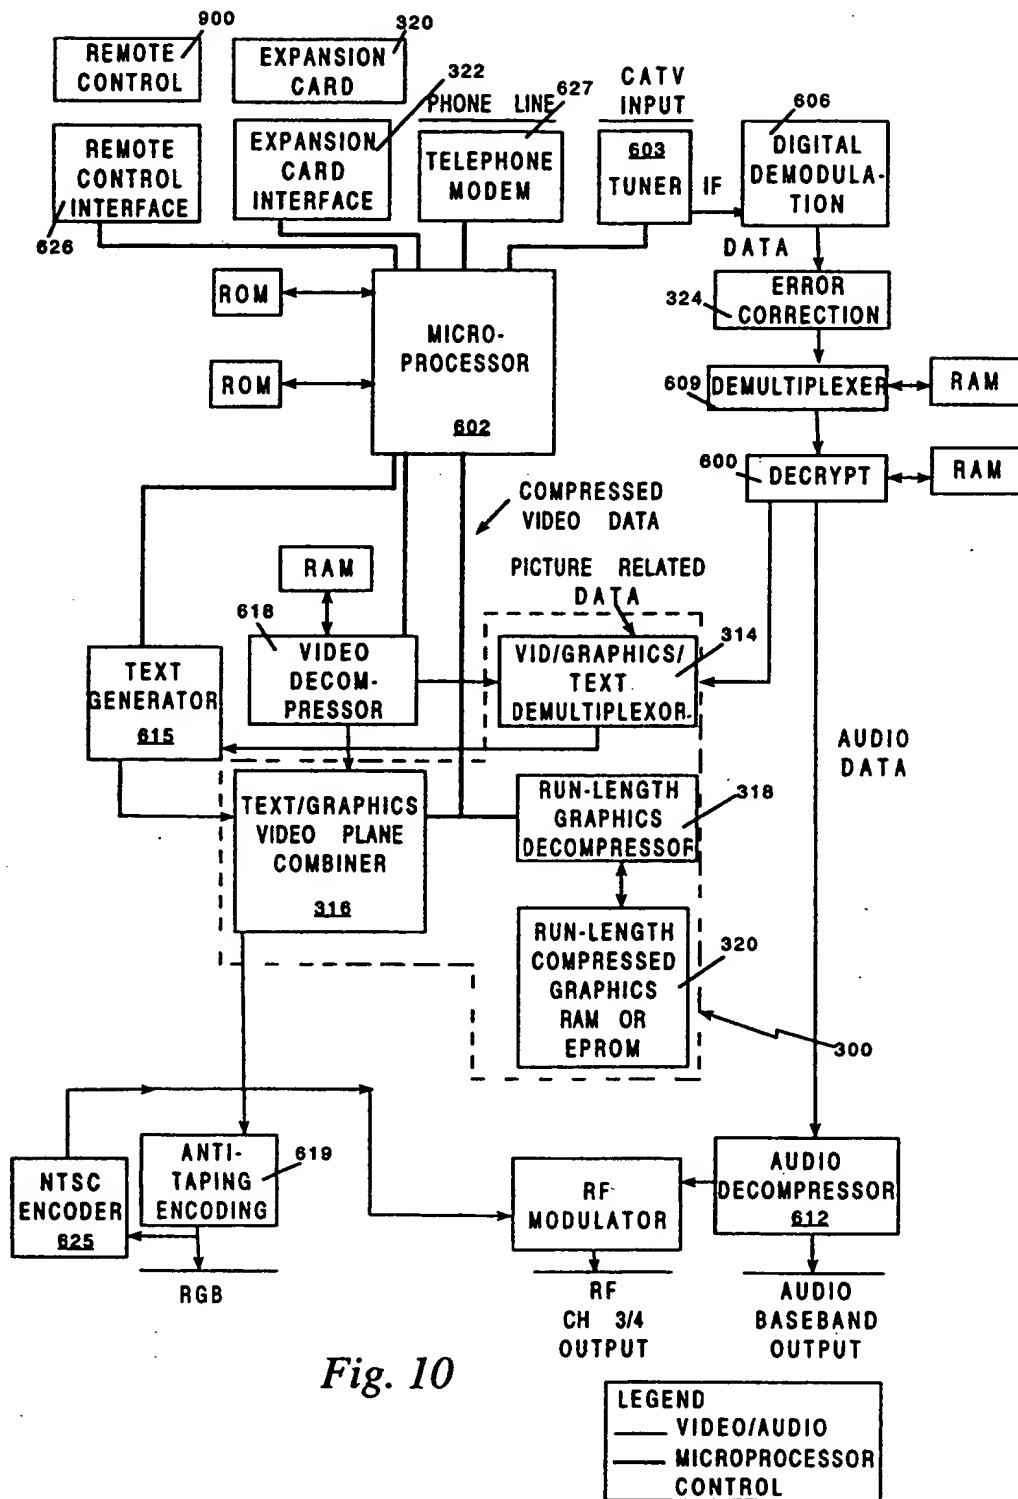 900
REMOTE
CONTROL
320
EXPANSION
CARD
322
PHONE LINE
627
CATV
INPUT
606
REMOTE
CONTROL
INTERFACE
626
EXPANSION
CARD
INTERFACE
TELEPHONE
MODEM
603
TUNER
IF
DIGITAL
DEMODULA-
TION
DATA
ROM
ROM
MICRO-
PROCESSOR
602
324
ERROR
CORRECTION
609
DEMULTIPLEXER
RAM
600
DECRYPT
RAM
COMPRESSED
VIDEO DATA
PICTURE RELATED
DATA
RAM
618
VIDEO
DECOM-
PRESSOR
VID/GRAPHICS/
TEXT
DEMULTIPLEXOR
314
TEXT
GENERATOR
615
AUDIO
DATA
TEXT/GRAPHICS
VIDEO PLANE
COMBINER
316
RUN-LENGTH
GRAPHICS
DECOMPRESSOR
318
RUN-LENGTH
COMPRESSED
GRAPHICS
RAM OR
EPROM
320
300
NTSC
ENCODER
625
ANTI-
TAPING
ENCODING
619
RF
MODULATOR
AUDIO
DECOMPRESSOR
612
RGB
RF
CH 3/4
OUTPUT
AUDIO
BASEBAND
OUTPUT
Fig. 10
LEGEND
VIDEO/AUDIO
MICROPROCESSOR
CONTROL